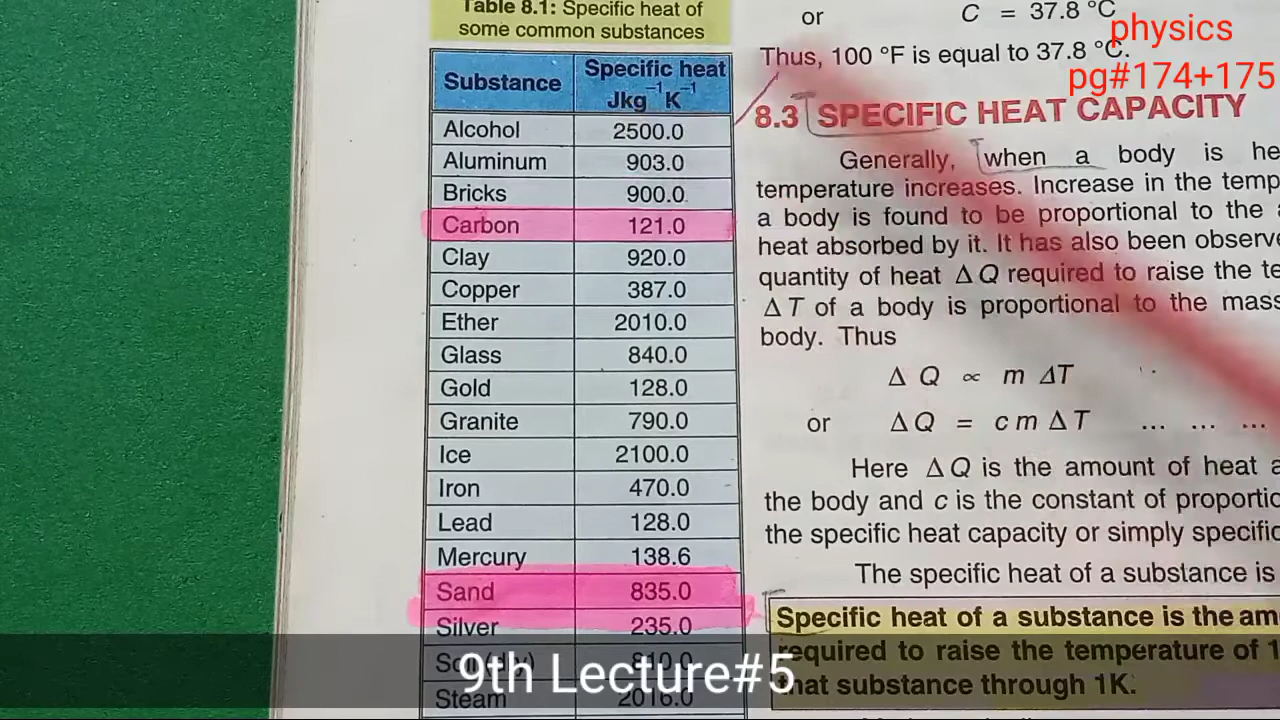 Table 8.1: Specific heat of
some common substances
Substance Specific heat Jkg⁻¹K⁻¹
Alcohol 2500.0
Aluminum 903.0
Bricks 900.0
Carbon 121.0
Clay 920.0
Copper 387.0
Ether 2010.0
Glass 840.0
Gold 128.0
Granite 790.0
Ice 2100.0
Iron 470.0
Lead 128.0
Mercury 138.6
Sand 835.0
Silver 235.0
810.0
Steam 2016.0
or C = 37.8 °C
Thus, 100 °F is equal to 37.8 °C.
8.3 SPECIFIC HEAT CAPACITY
Generally, when a body is he
temperature increases. Increase in the temp
a body is found to be proportional to the
heat absorbed by it. It has also been observe
quantity of heat ΔQ required to raise the te
ΔT of a body is proportional to the mass
body. Thus
Δ Q ∝ m ΔT
or ΔQ = c m Δ T ... ... ...
Here ΔQ is the amount of heat a
the body and c is the constant of proportio
the specific heat capacity or simply specific
The specific heat of a substance is
Specific heat of a substance is the am
required to raise the temperature of 1
that substance through 1K.
physics
pg#174+175
9th Lecture#5